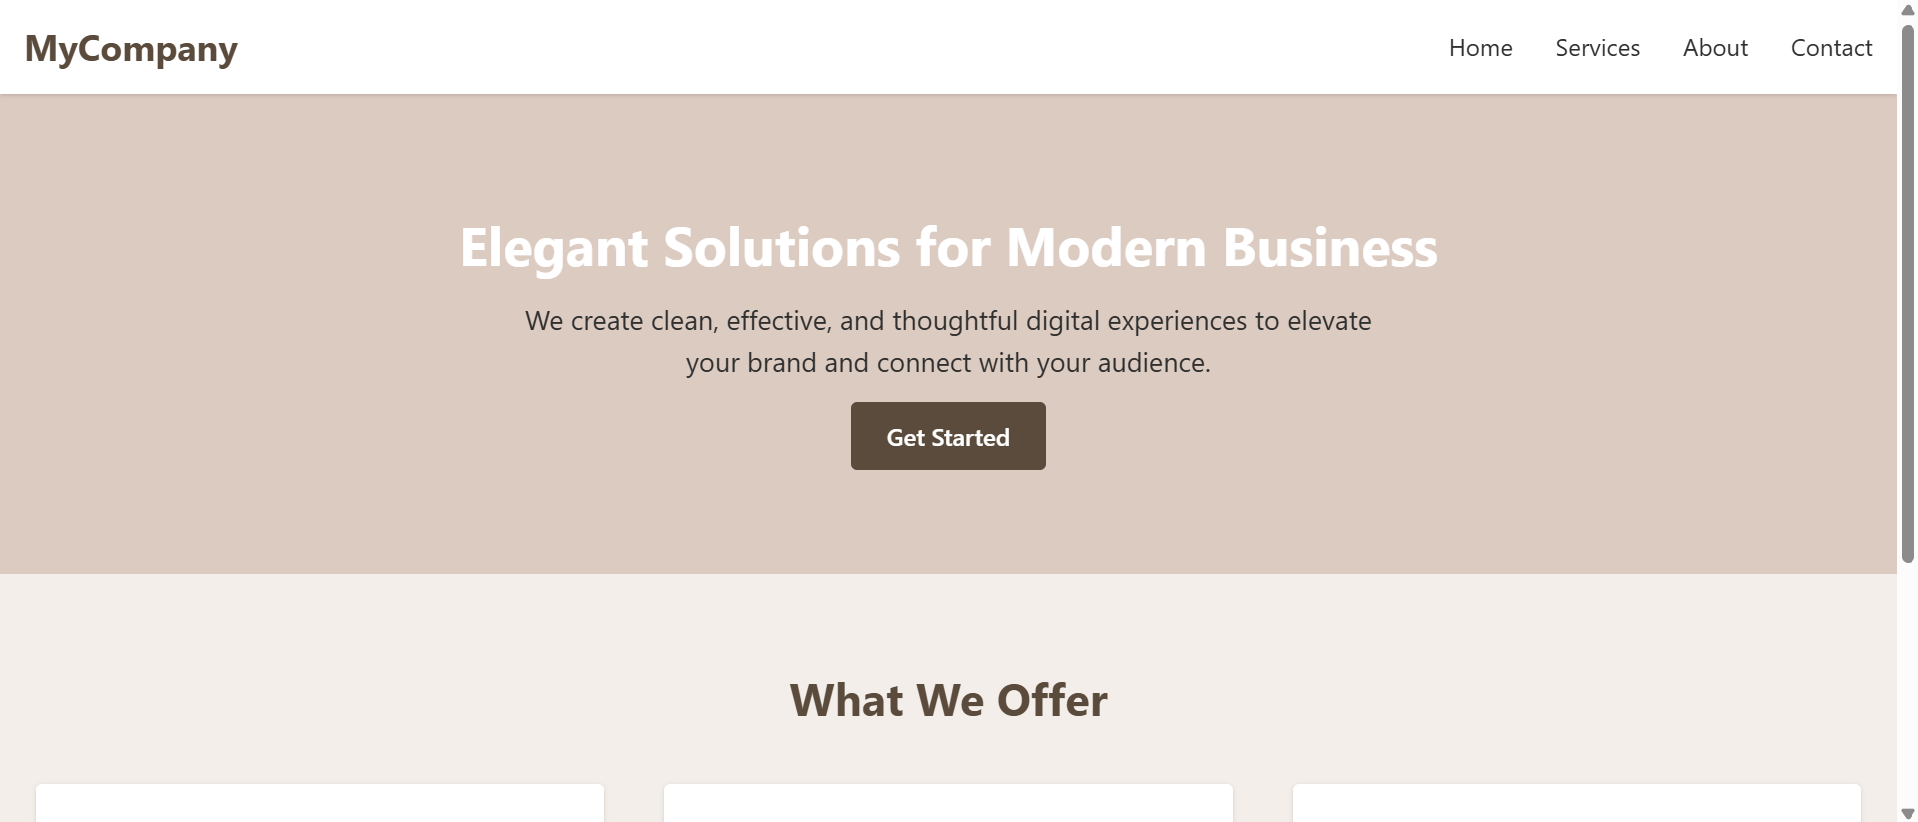 MyCompany
Home
Services
About
Contact
Elegant Solutions for Modern Business
We create clean, effective, and thoughtful digital experiences to elevate
your brand and connect with your audience.
Get Started
What We Offer